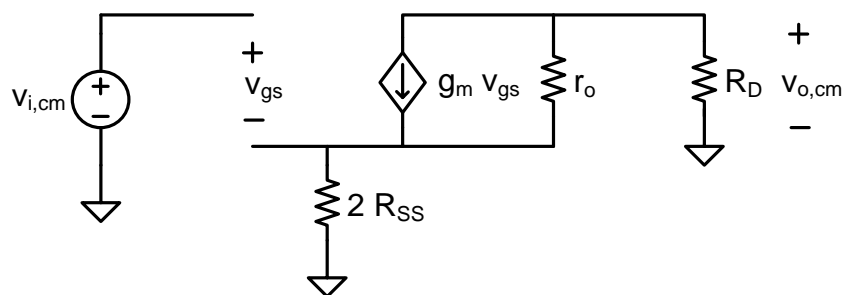 v_i,cm
+
−
+
v_gs
−
g_m v_gs
r_o
R_D
+
v_o,cm
−
2 R_SS